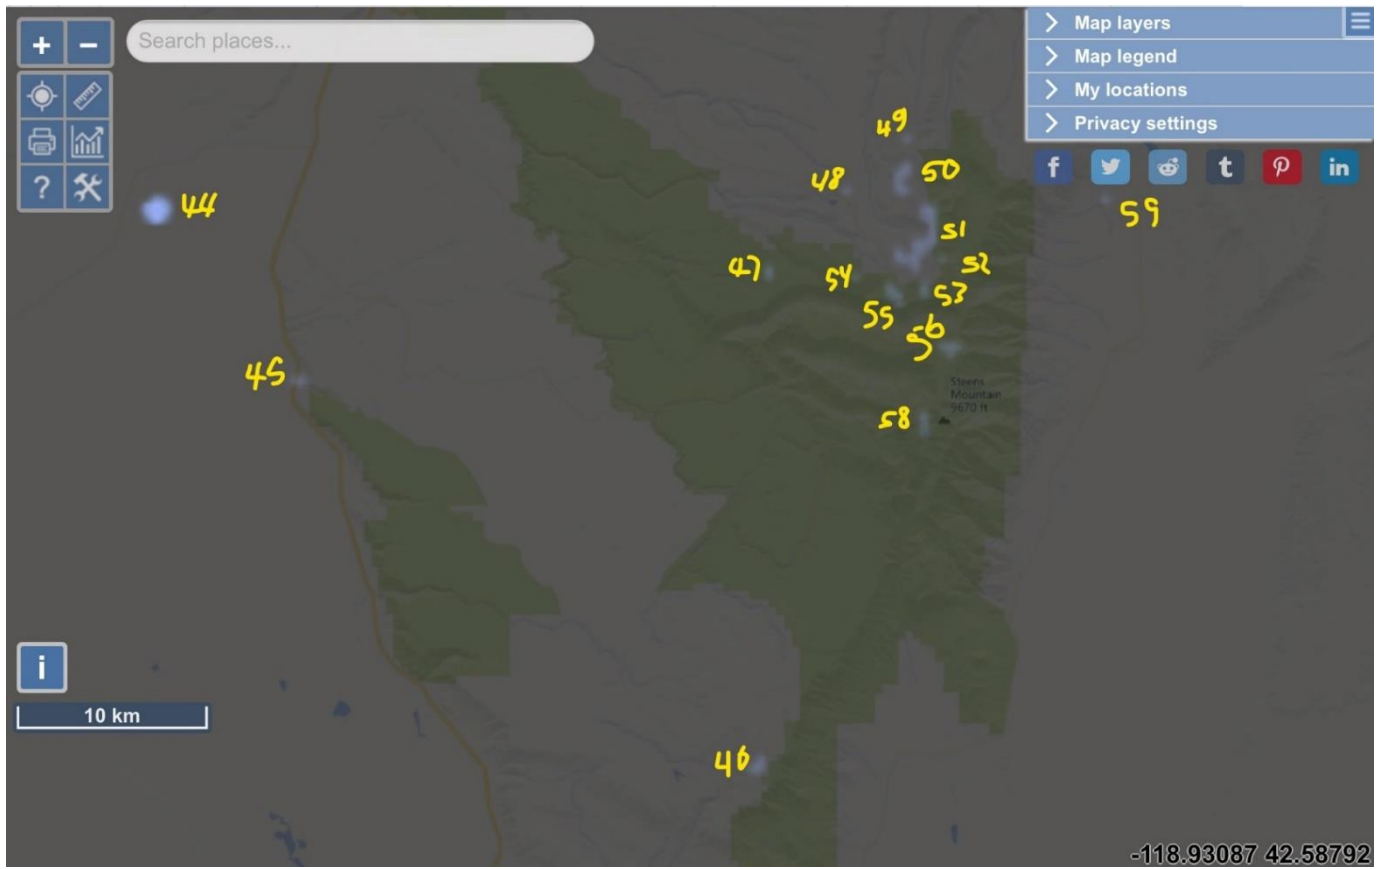 +
−
Search places...
Map layers
Map legend
My locations
Privacy settings
?
f
t
in
49
48
50
44
59
51
47
54
52
53
55
56
45
Steens
Mountain
9670 ft
58
i
10 km
46
-118.93087 42.58792